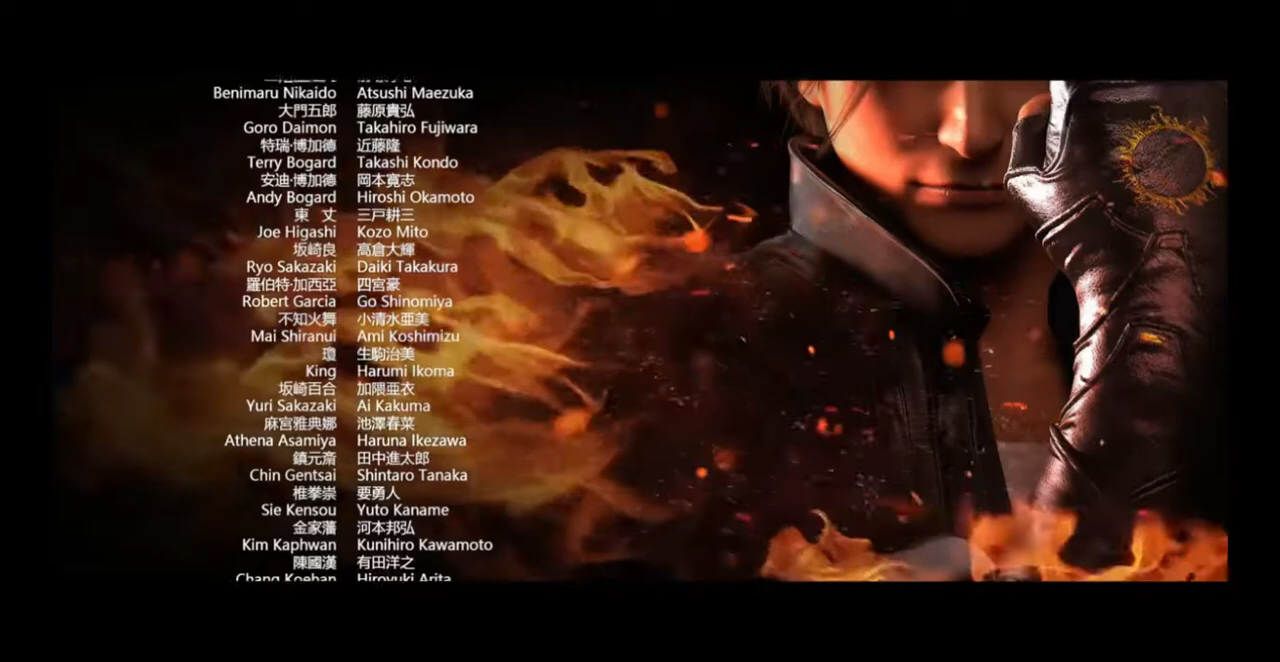 Benimaru Nikaido Atsushi Maezuka
大門五郎 藤原貴弘
Goro Daimon Takahiro Fujiwara
特瑞·博加德 近藤隆
Terry Bogard Takashi Kondo
安迪·博加德 岡本寛志
Andy Bogard Hiroshi Okamoto
東 丈 三戸耕三
Joe Higashi Kozo Mito
坂崎良 高倉大輝
Ryo Sakazaki Daiki Takakura
羅伯特·加西亞 四宮豪
Robert Garcia Go Shinomiya
不知火舞 小清水亜美
Mai Shiranui Ami Koshimizu
瓊 生駒治美
King Harumi Ikoma
坂崎百合 加隈亜衣
Yuri Sakazaki Ai Kakuma
麻宮雅典娜 池澤春菜
Athena Asamiya Haruna Ikezawa
鎮元斎 田中進太郎
Chin Gentsai Shintaro Tanaka
椎拳崇 要勇人
Sie Kensou Yuto Kaname
金家藩 河本邦弘
Kim Kaphwan Kunihiro Kawamoto
陳國漢 有田洋之
Chang Koehan Hiroyuki Arita